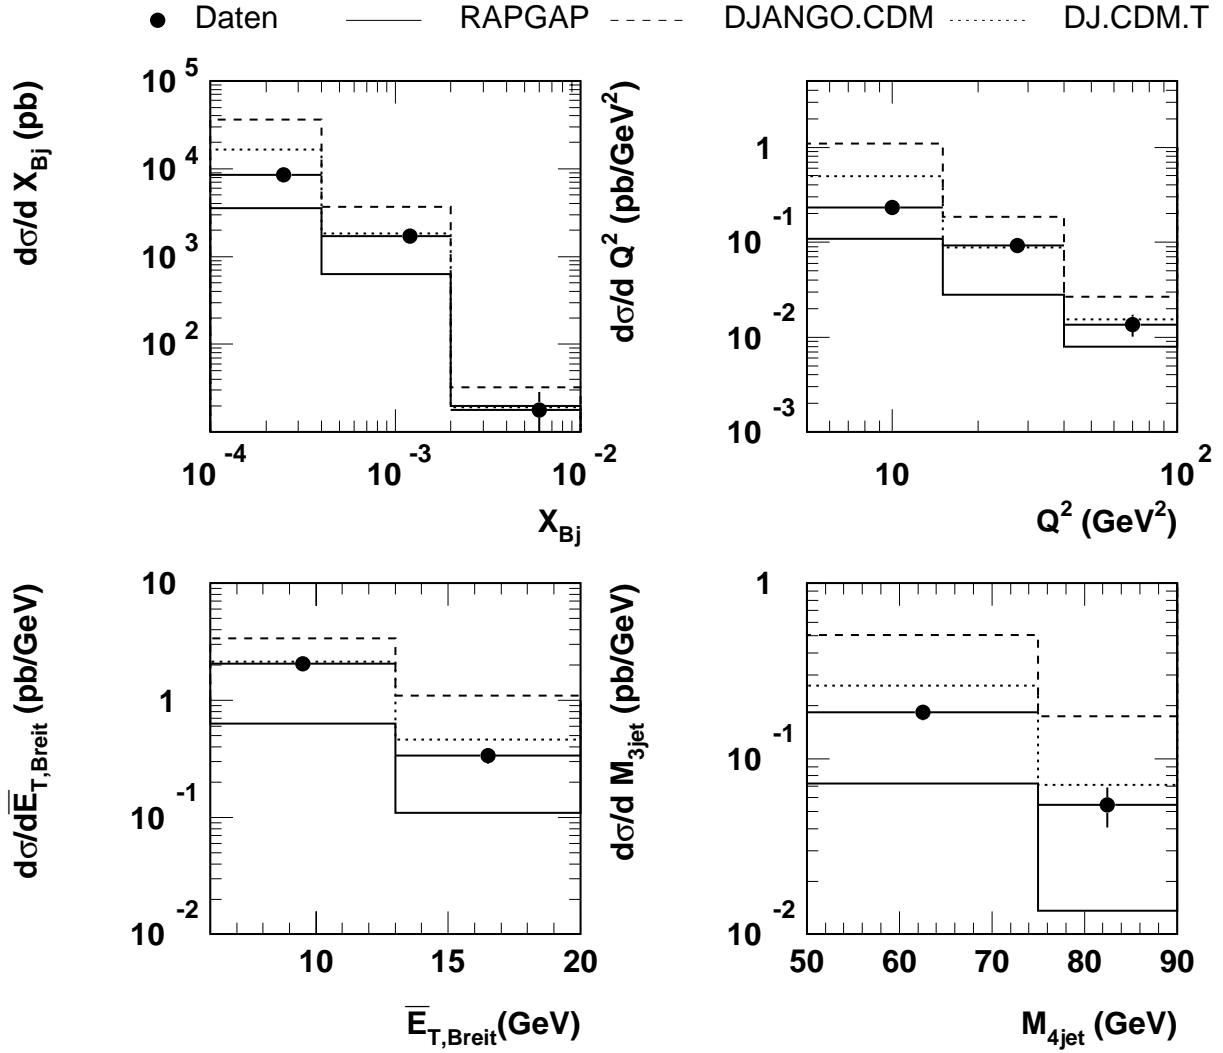 Daten RAPGAP DJANGO.CDM DJ.CDM.T
dσ/d X_Bj (pb)
10^5
10^4
10^3
10^2
10^-4 10^-3 10^-2
X_Bj
dσ/d Q^2 (pb/GeV^2)
1
10^-1
10^-2
10^-3
10 10^2
Q^2 (GeV^2)
dσ/dE̅_T,Breit (pb/GeV)
10
1
10^-1
10^-2
10 15 20
E̅_T,Breit(GeV)
dσ/d M_3jet (pb/GeV)
1
10^-1
10^-2
50 60 70 80 90
M_4jet (GeV)